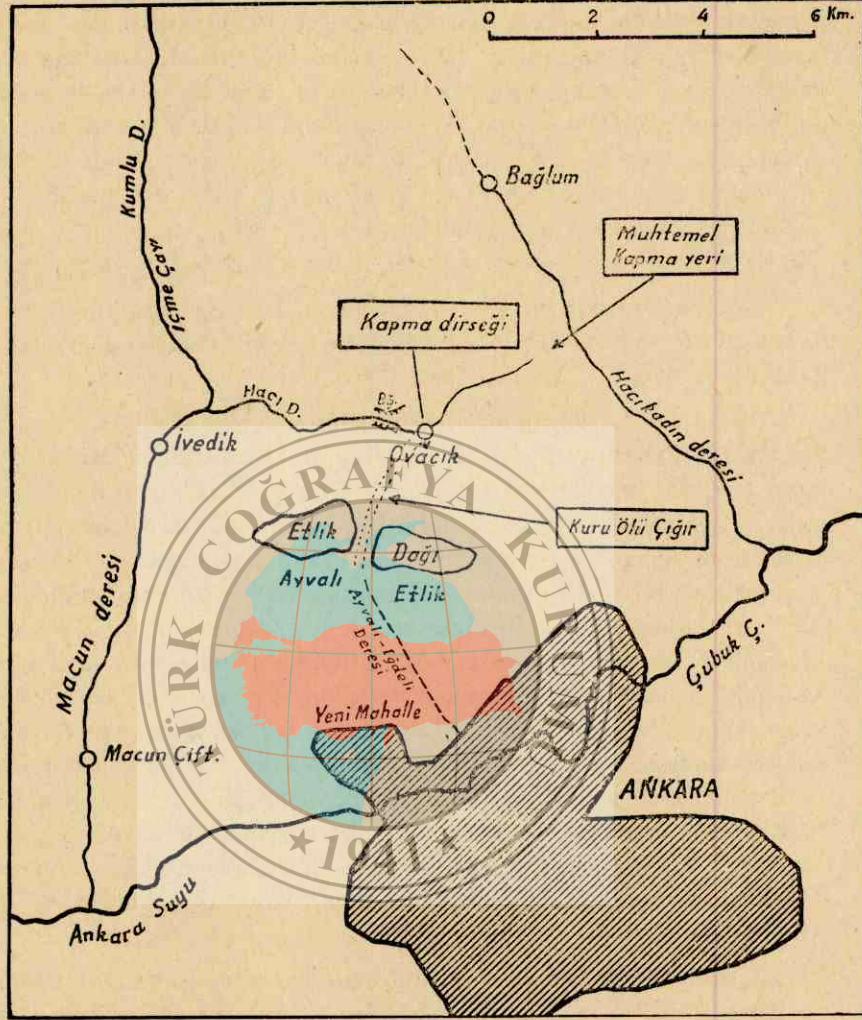 0 2 4 6 Km.
Kumlu D.
İçme Çayı
Bağlum
Muhtemel
Kapma yeri
Kapma dirseği
Hacı D.
Hacıkadın deresi
İvedik
Ovacık
Kuru Ölü Çığır
Etlik
Dağı
Ayvalı
Etlik
Ayvalı-İğdeli
Deresi
Macun deresi
Çubuk Ç.
Yeni Mahalle
Macun Çift.
ANKARA
Ankara Suyu
TÜRK COĞRAFYA KURUMU
★ 1941 ★